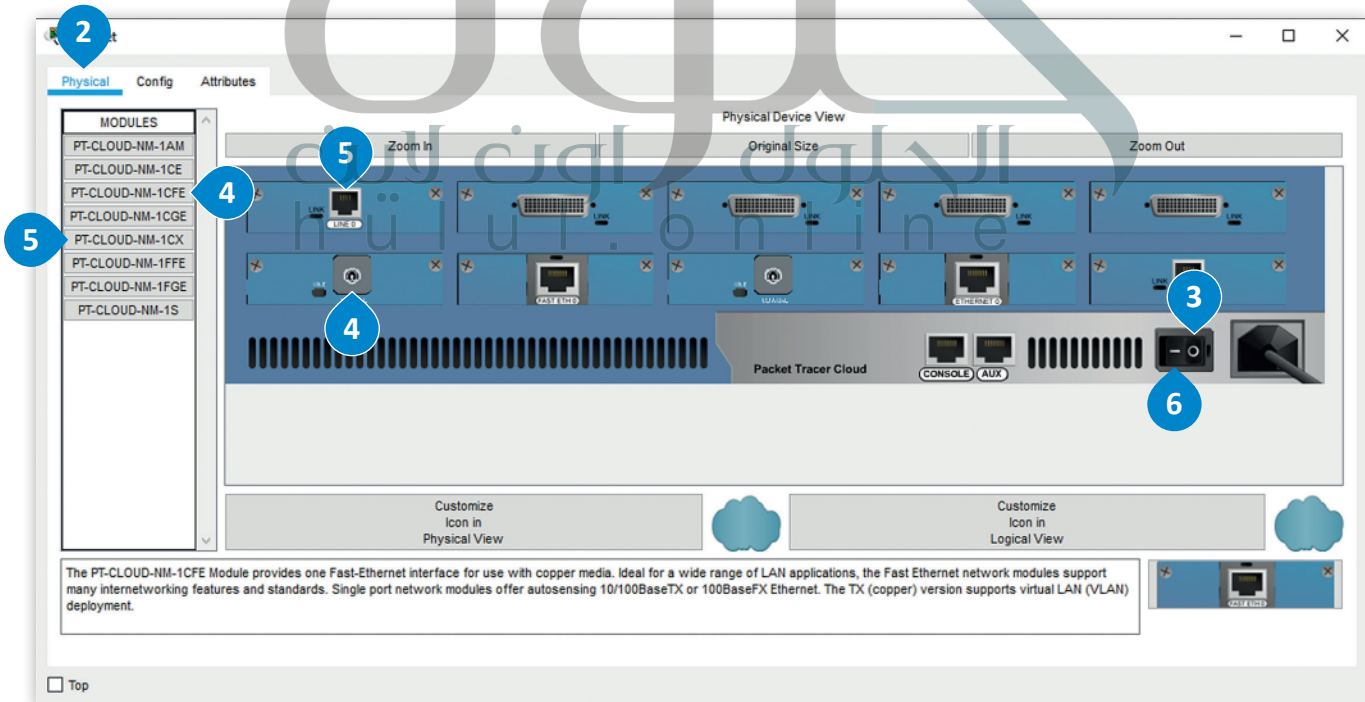 2
Physical Config Attributes
MODULES
PT-CLOUD-NM-1AM
PT-CLOUD-NM-1CE
PT-CLOUD-NM-1CFE
PT-CLOUD-NM-1CGE
PT-CLOUD-NM-1CX
PT-CLOUD-NM-1FFE
PT-CLOUD-NM-1FGE
PT-CLOUD-NM-1S
4
5
Physical Device View
Zoom In Original Size Zoom Out
حلول اون لاين
hülul.online
5
LINK LINE 0 LINK LINK LINK LINK
FAST ETH 0 ETHERNET 0 LINK
4
3
Packet Tracer Cloud CONSOLE AUX
6
Customize
Icon in
Physical View
Customize
Icon in
Logical View
The PT-CLOUD-NM-1CFE Module provides one Fast-Ethernet interface for use with copper media. Ideal for a wide range of LAN applications, the Fast Ethernet network modules support
many internetworking features and standards. Single port network modules offer autosensing 10/100BaseTX or 100BaseFX Ethernet. The TX (copper) version supports virtual LAN (VLAN)
deployment.
FAST ETH 0
Top